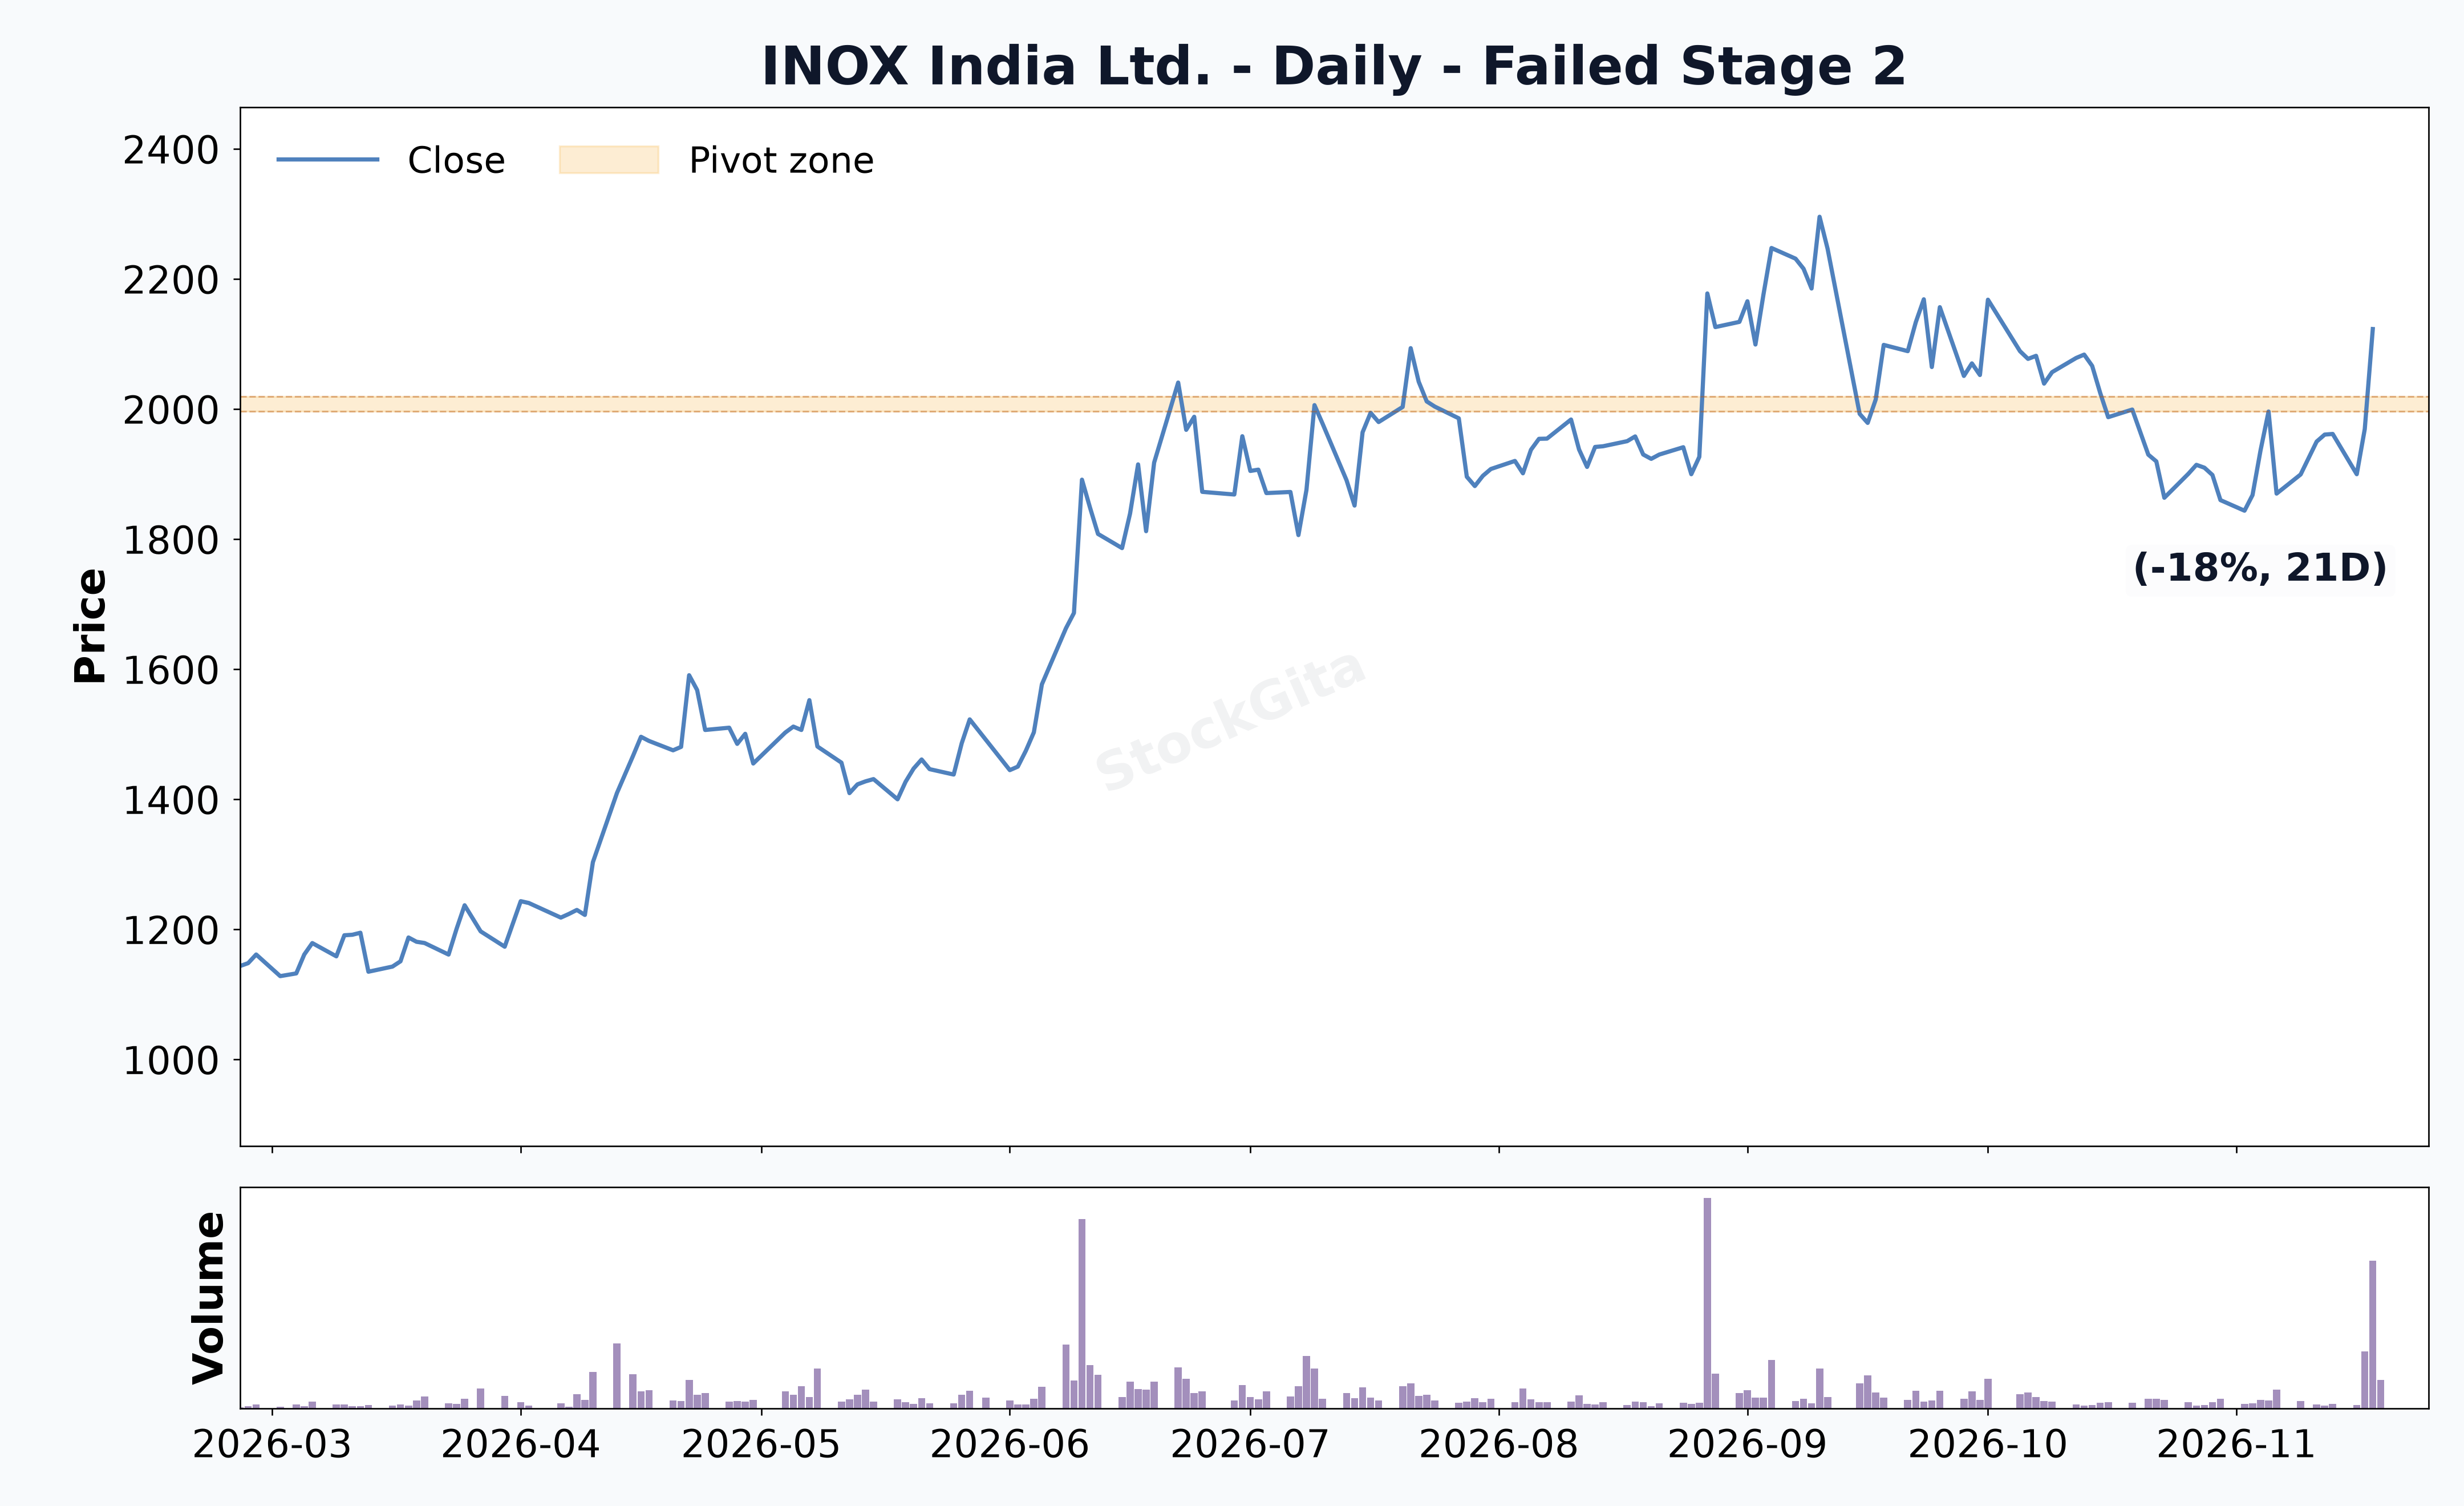 INOX India Ltd. - Daily - Failed Stage 2
Close
Pivot zone
2400
2200
2000
1800
1600
1400
1200
1000
Price
(-18%, 21D)
StockGita
Volume
2026-03
2026-04
2026-05
2026-06
2026-07
2026-08
2026-09
2026-10
2026-11